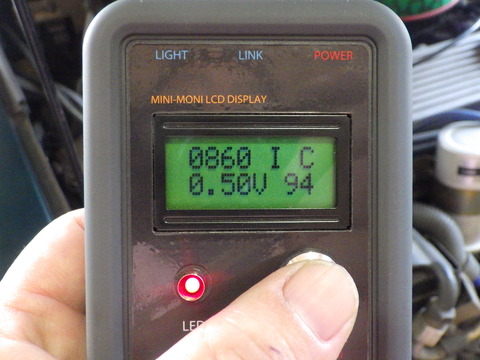 LIGHT LINK POWER
MINI-MONI LCD DISPLAY
0860 I C
0.50V 94
LED